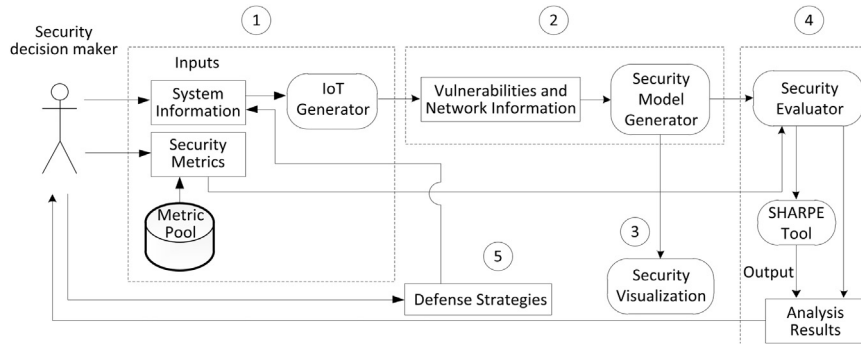 Security
decision maker
1
2
4
Inputs
System
Information
IoT
Generator
Vulnerabilities and
Network Information
Security
Model
Generator
Security
Evaluator
Security
Metrics
Metric
Pool
SHARPE
Tool
3
5
Security
Visualization
Output
Defense Strategies
Analysis
Results